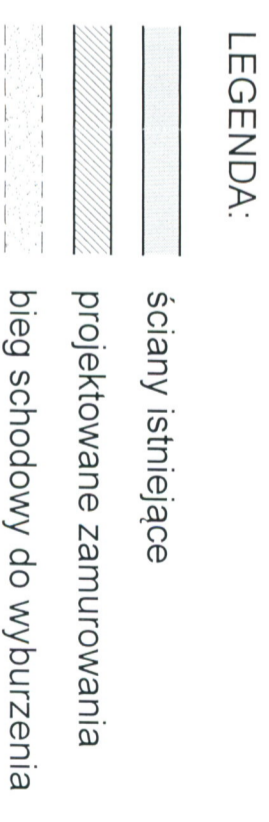 LEGENDA:
ściany istniejące
projektowane zamurowania
bieg schodowy do wyburzenia